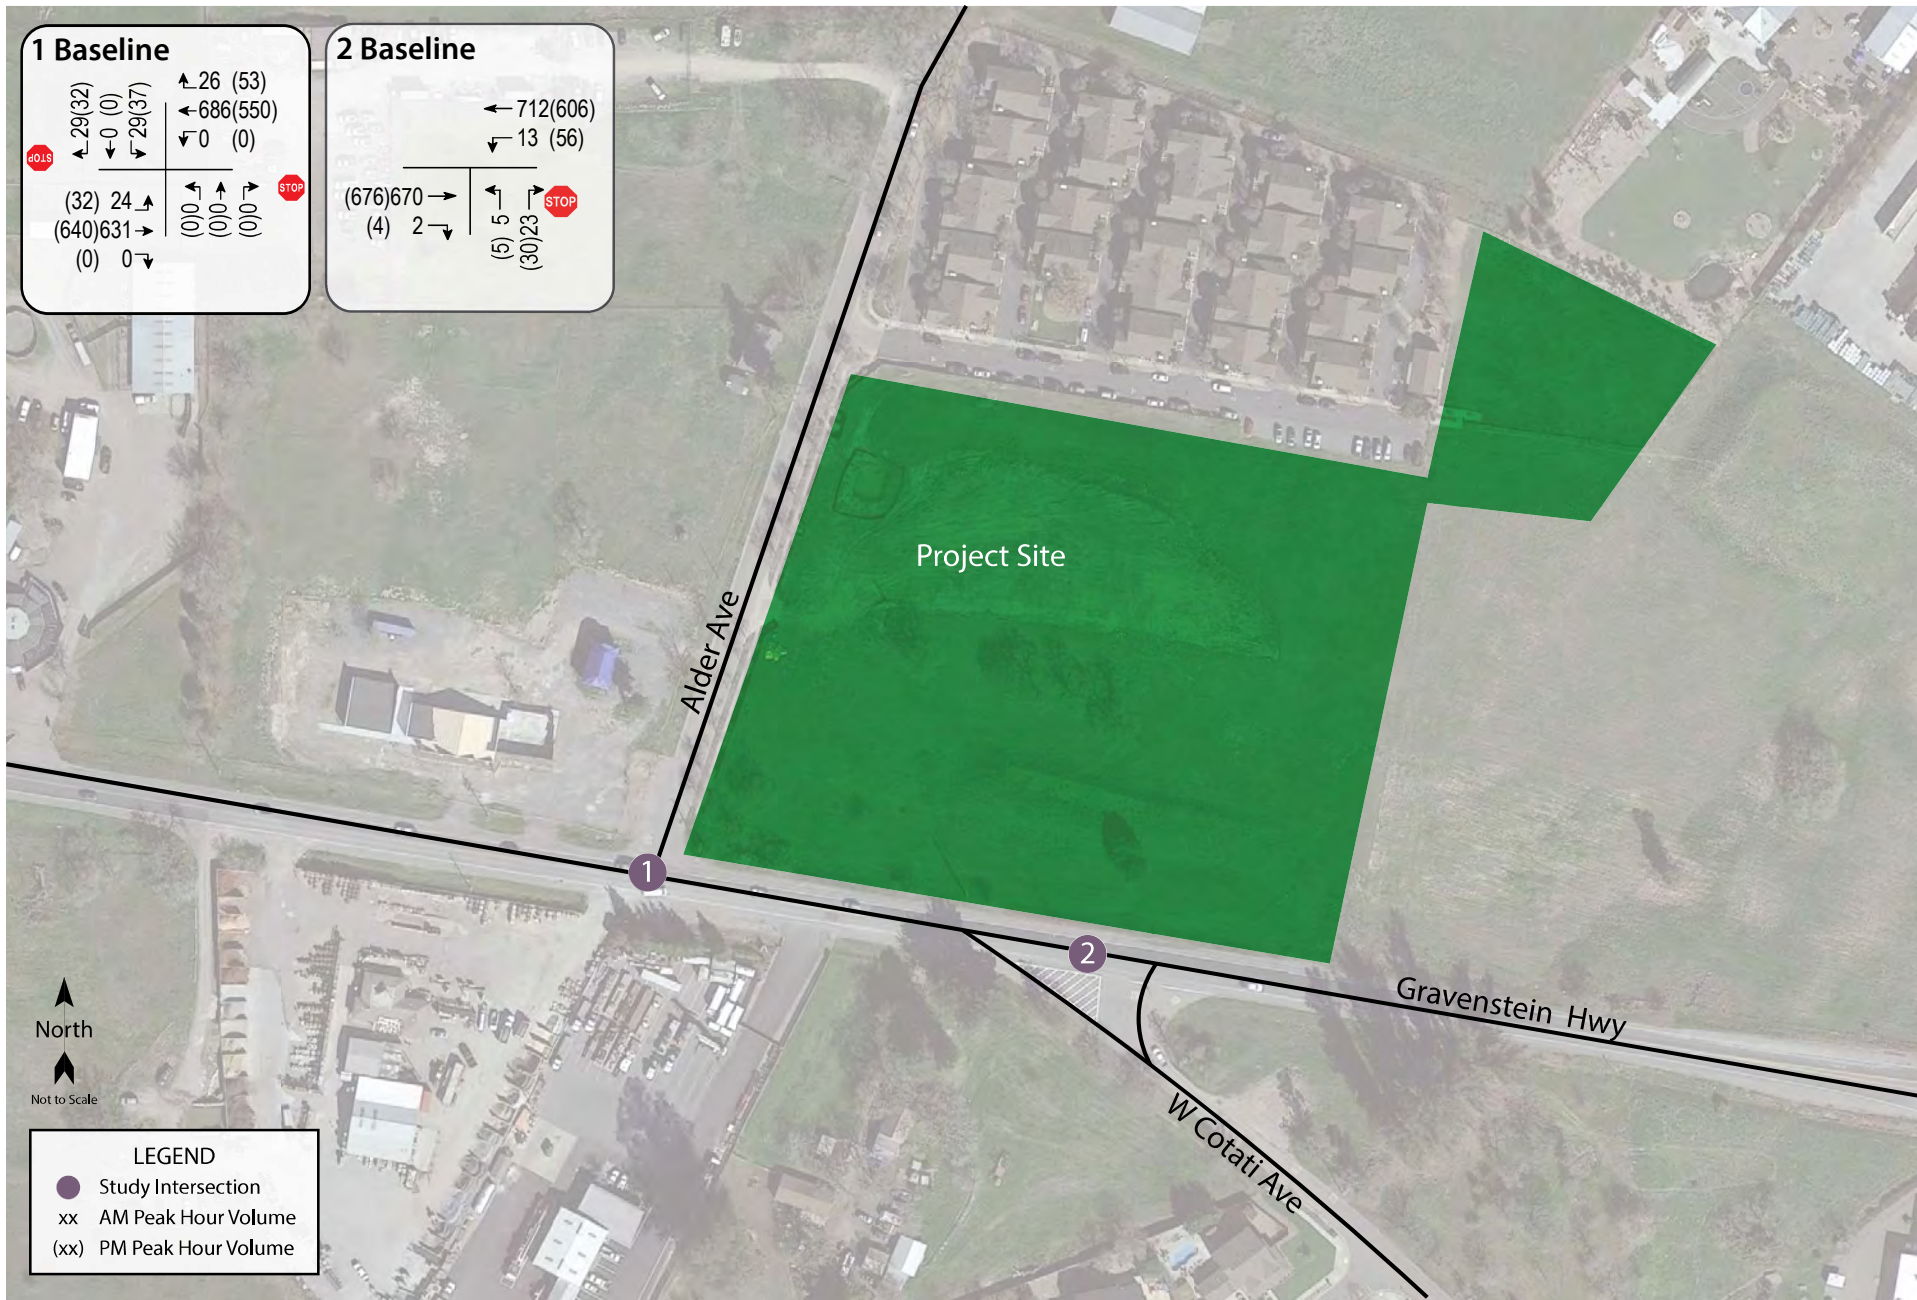 1 Baseline
29(32)
0 (0)
29(37)
26 (53)
686(550)
0 (0)
STOP
(32) 24
(640)631
(0) 0
(0)0
(0)0
(0)0
STOP
2 Baseline
712(606)
13 (56)
(676)670
(4) 2
(5) 5
(30)23
STOP
Project Site
Alder Ave
1
2
Gravenstein Hwy
W Cotati Ave
North
Not to Scale
LEGEND
Study Intersection
xx AM Peak Hour Volume
(xx) PM Peak Hour Volume